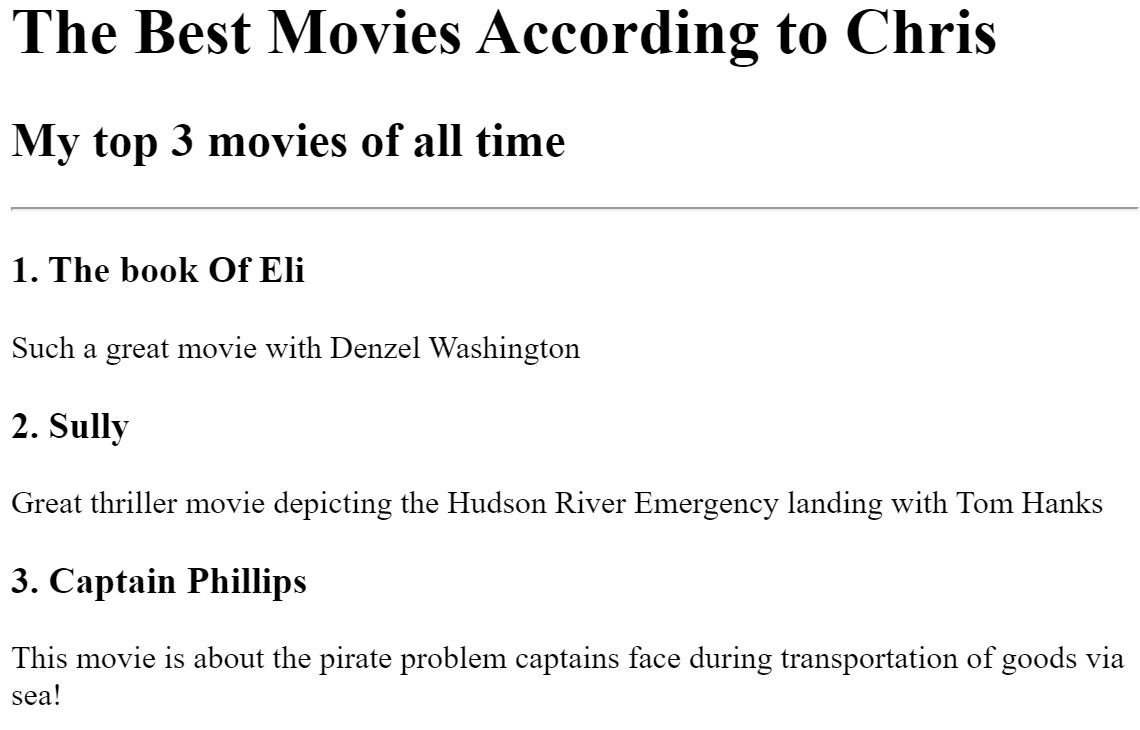 The Best Movies According to Chris
My top 3 movies of all time
1. The book Of Eli
Such a great movie with Denzel Washington
2. Sully
Great thriller movie depicting the Hudson River Emergency landing with Tom Hanks
3. Captain Phillips
This movie is about the pirate problem captains face during transportation of goods via
sea!